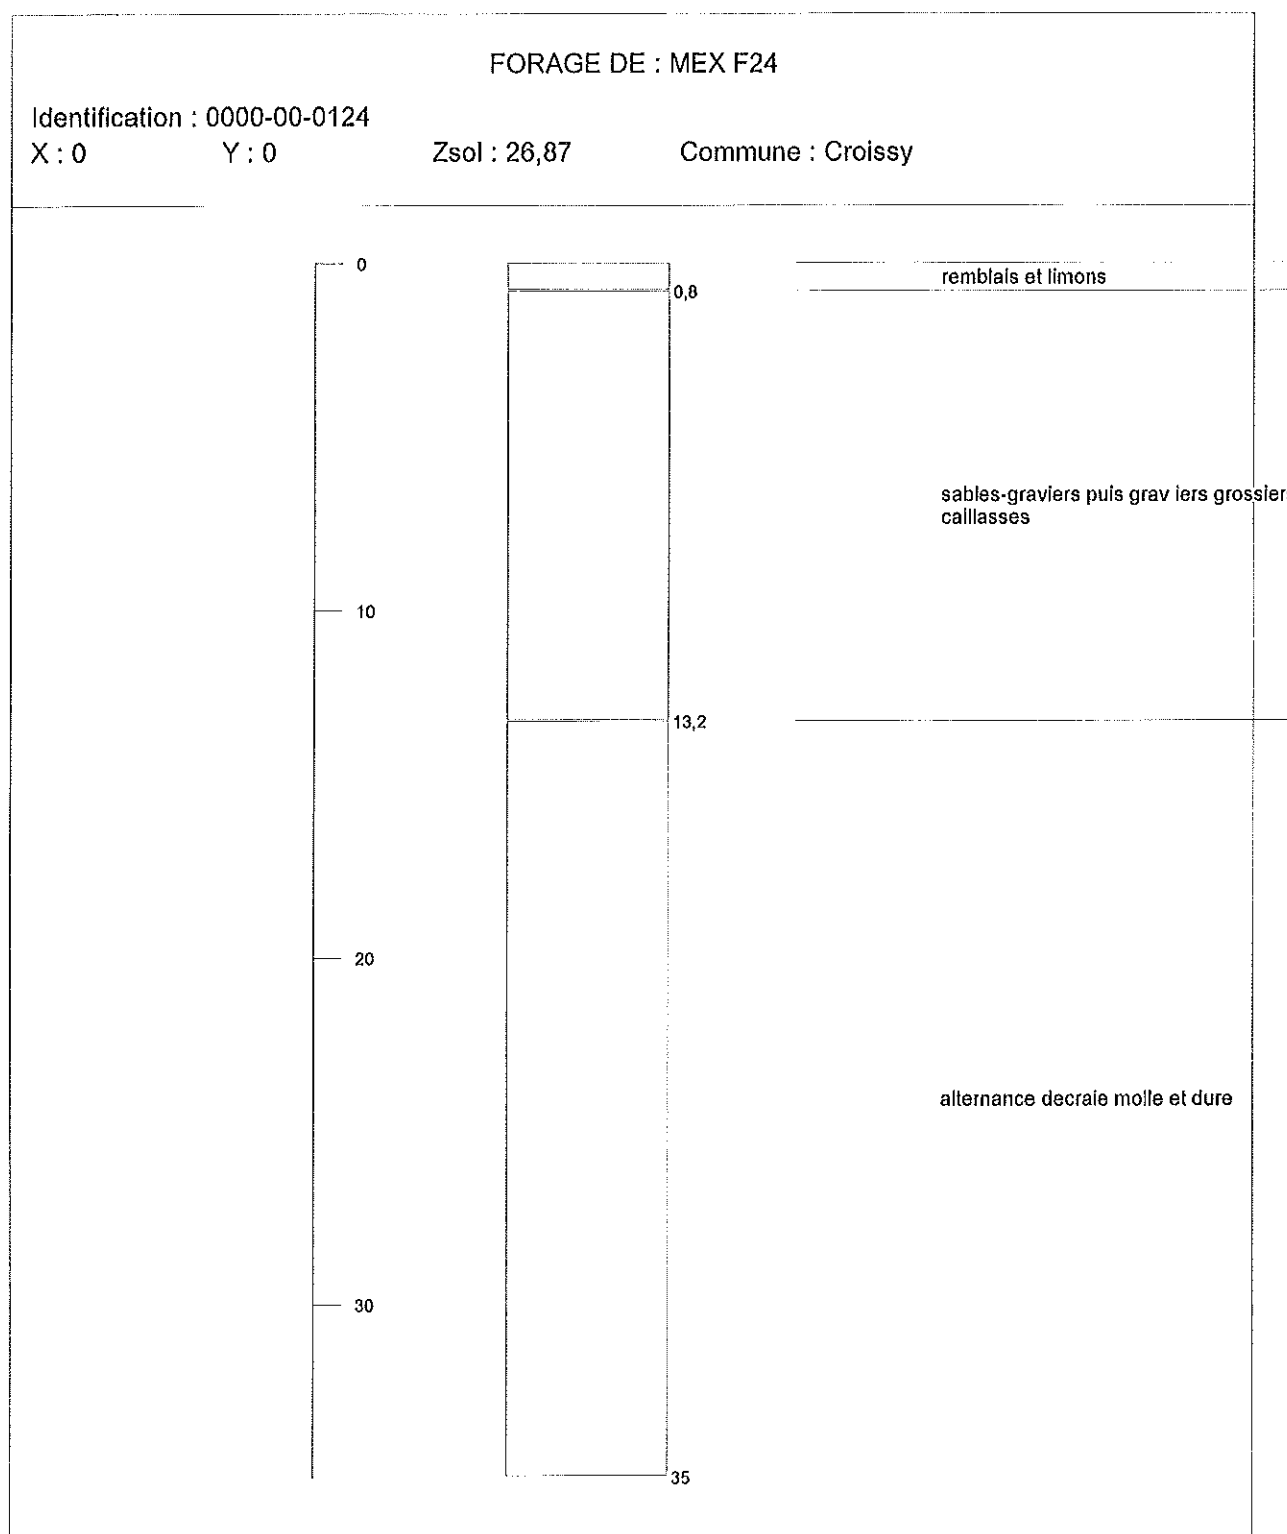 FORAGE DE : MEX F24
Identification : 0000-00-0124
X : 0 Y : 0 Zsol : 26,87 Commune : Croissy
0
remblais et limons
0,8
sables-graviers puis grav iers grossier
caillasses
10
13,2
20
alternance decraie molle et dure
30
35